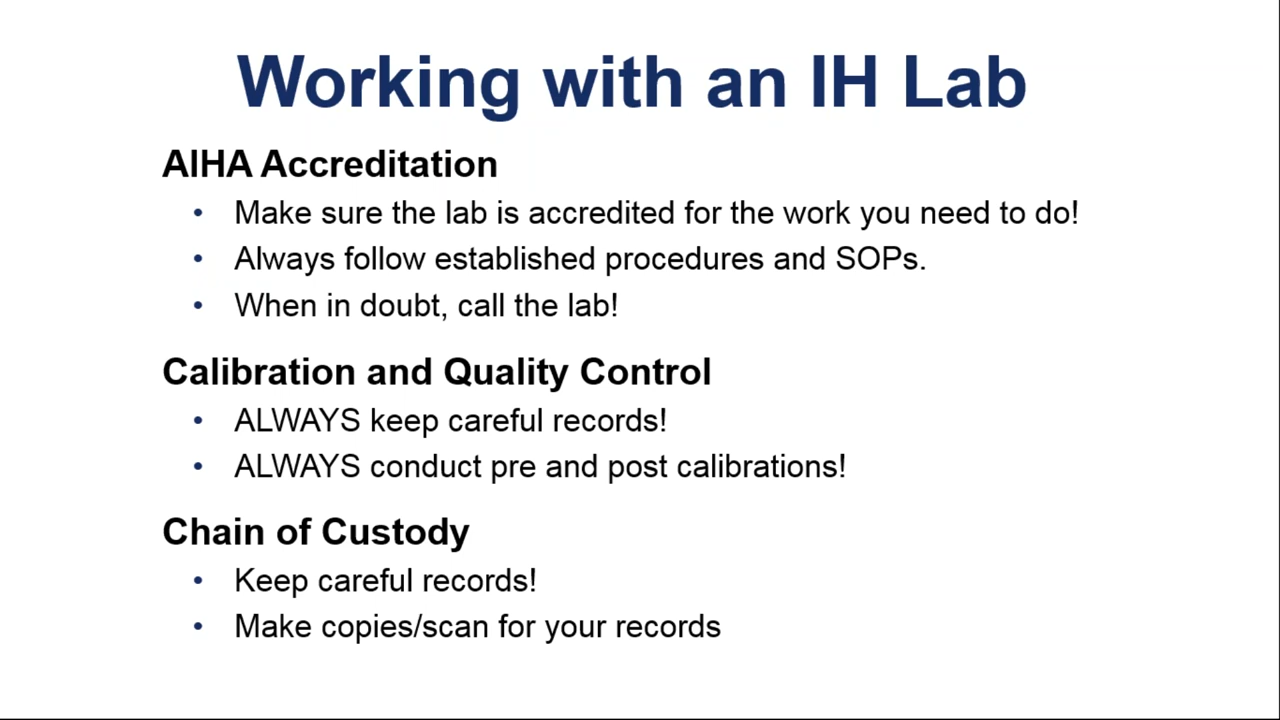 Working with an IH Lab
AIHA Accreditation
• Make sure the lab is accredited for the work you need to do!
• Always follow established procedures and SOPs.
• When in doubt, call the lab!
Calibration and Quality Control
• ALWAYS keep careful records!
• ALWAYS conduct pre and post calibrations!
Chain of Custody
• Keep careful records!
• Make copies/scan for your records